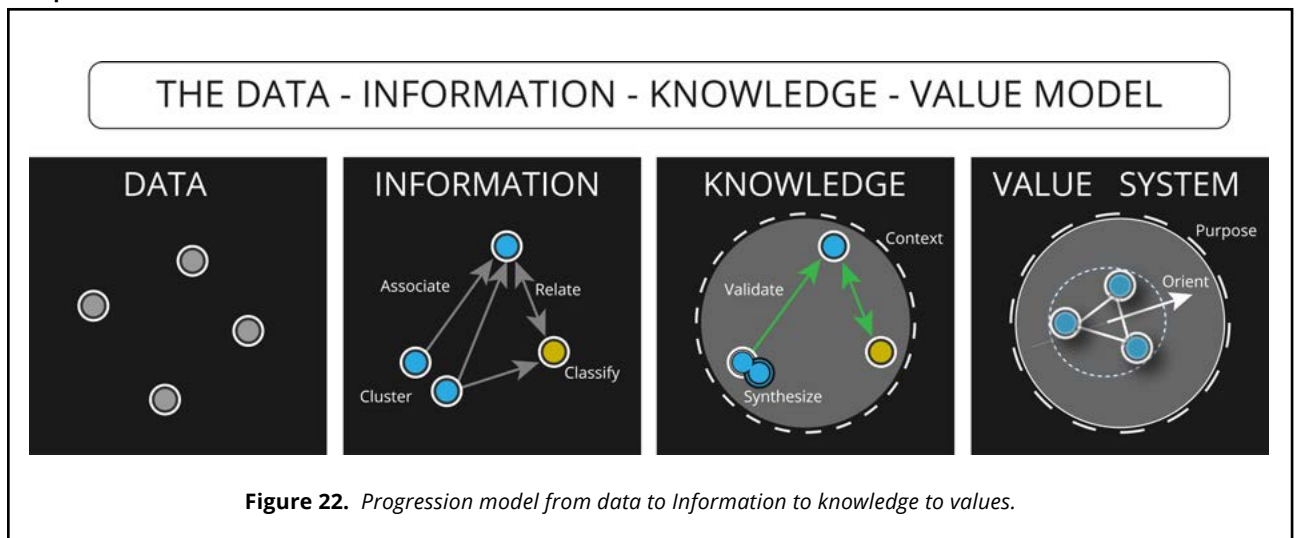 THE DATA - INFORMATION - KNOWLEDGE - VALUE MODEL
DATA
INFORMATION
Associate
Relate
Classify
Cluster
KNOWLEDGE
Context
Validate
Synthesize
VALUE SYSTEM
Purpose
Orient
Figure 22. Progression model from data to Information to knowledge to values.